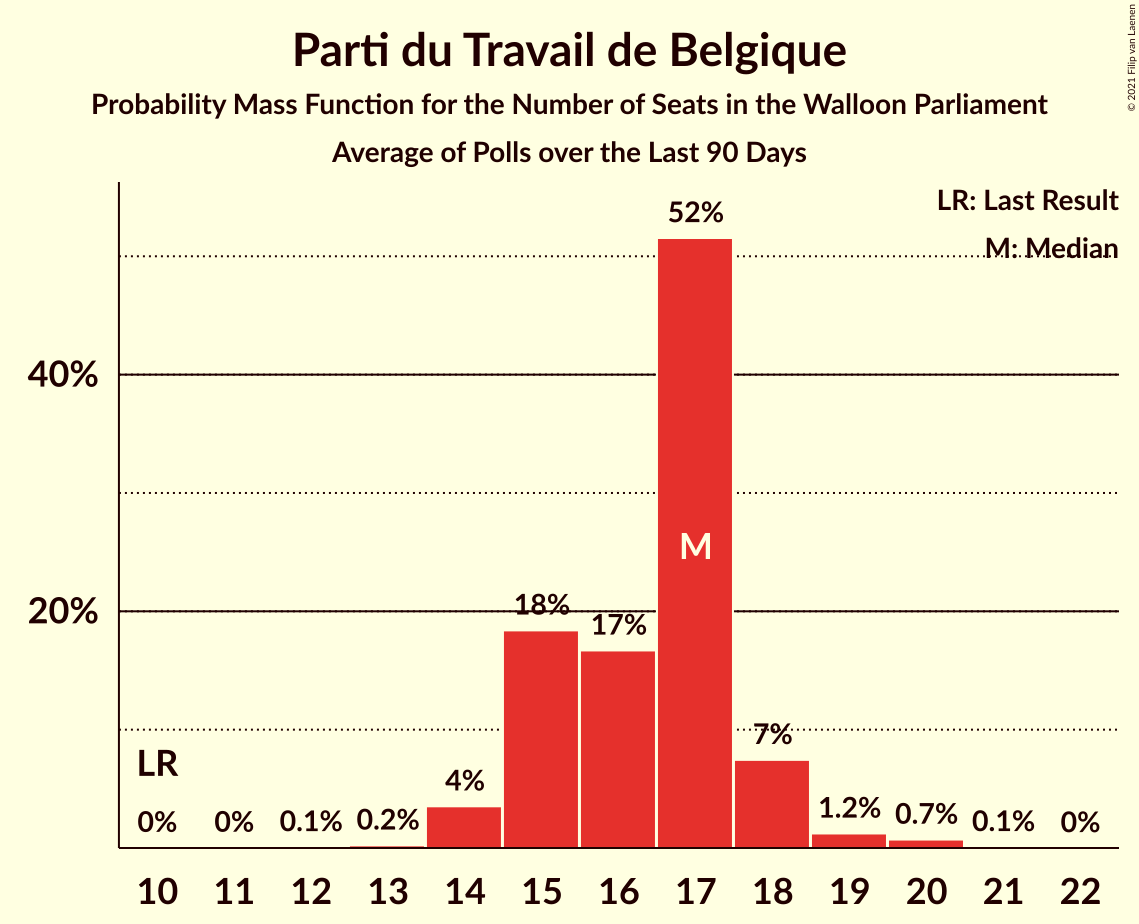 Parti du Travail de Belgique
Probability Mass Function for the Number of Seats in the Walloon Parliament
Average of Polls over the Last 90 Days
© 2021 Filip van Laenen
LR: Last Result
M: Median
52%
40%
M
20%
18%
17%
LR
7%
4%
0%
0%
0.1%
0.2%
1.2%
0.7%
0.1%
0%
10 11 12 13 14 15 16 17 18 19 20 21 22